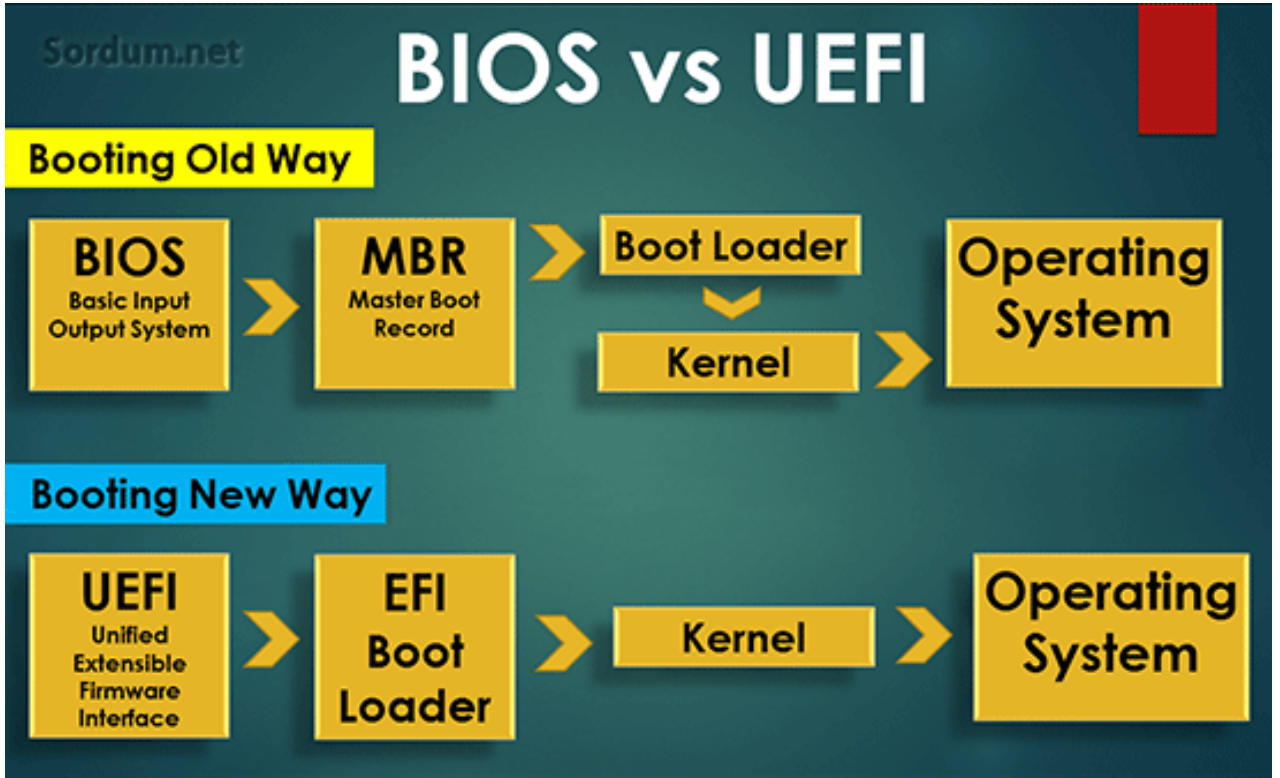 Sordum.net
BIOS vs UEFI
Booting Old Way
BIOS
Basic Input
Output System
MBR
Master Boot
Record
Boot Loader
Kernel
Operating
System
Booting New Way
UEFI
Unified
Extensible
Firmware
Interface
EFI
Boot
Loader
Kernel
Operating
System